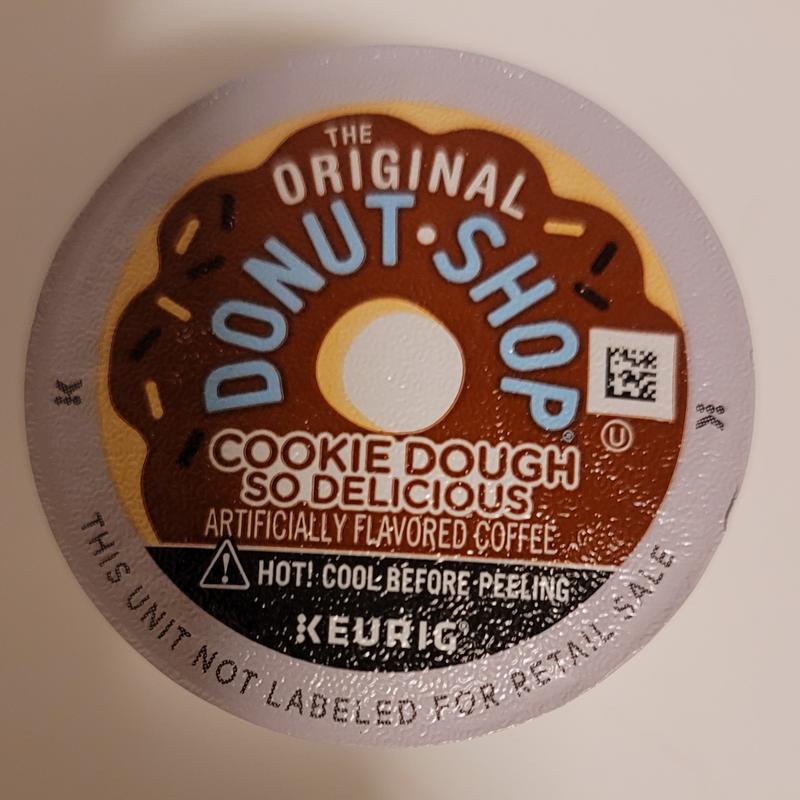 THE
ORIGINAL
DONUT·SHOP®
COOKIE DOUGH
SO DELICIOUS
ARTIFICIALLY FLAVORED COFFEE
HOT! COOL BEFORE PEELING
KEURIG®
THIS UNIT NOT LABELED FOR RETAIL SALE
K
K
U